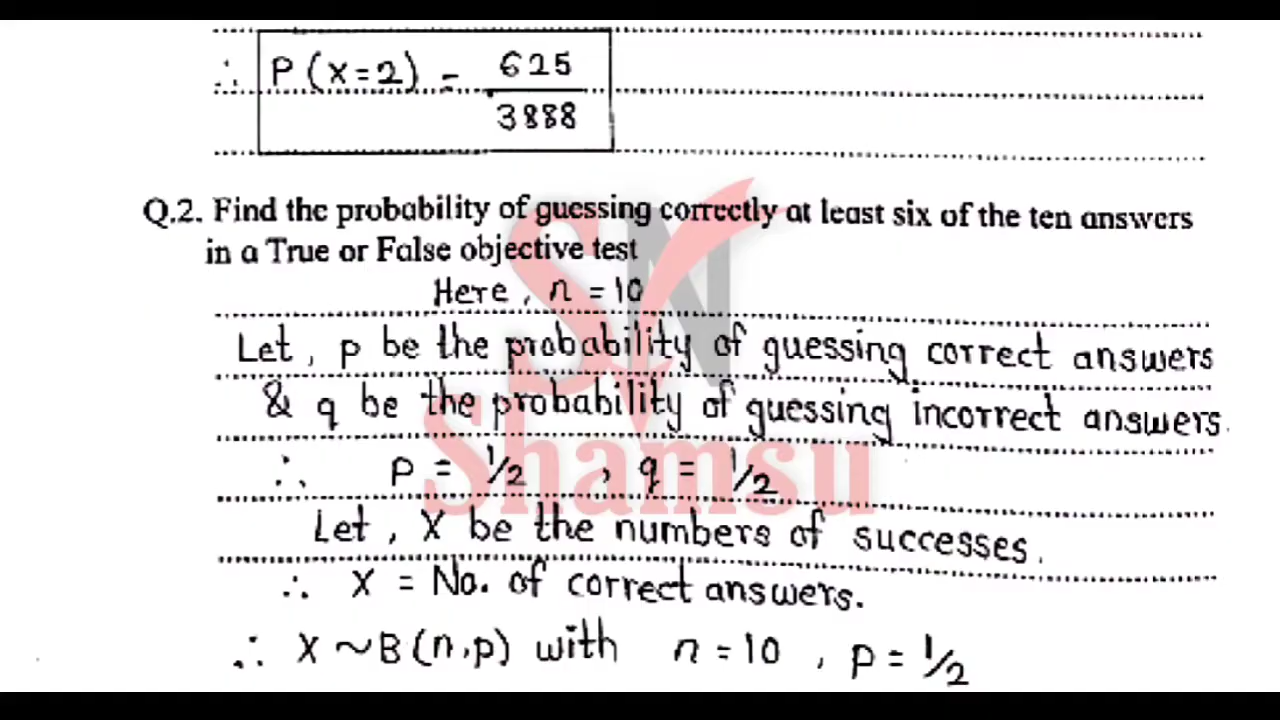 ∴ P(X=2) = 625/3888
Q.2. Find the probability of guessing correctly at least six of the ten answers
in a True or False objective test
Here, n = 10
Let, p be the probability of guessing correct answers
& q be the probability of guessing incorrect answers.
∴ P = 1/2 , q = 1/2
Let, X be the numbers of successes.
∴ X = No. of correct answers.
∴ X ~ B(n,p) with n = 10 , p = 1/2
SN
Shamsu